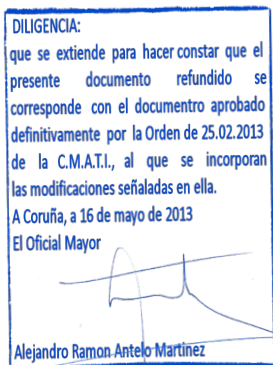 DILIGENCIA:
que se extiende para hacer constar que el
presente documento refundido se
corresponde con el documentro aprobado
definitivamente por la Orden de 25.02.2013
de la C.M.A.T.I., al que se incorporan
las modificaciones señaladas en ella.
A Coruña, a 16 de mayo de 2013
El Oficial Mayor
Alejandro Ramon Antelo Martinez